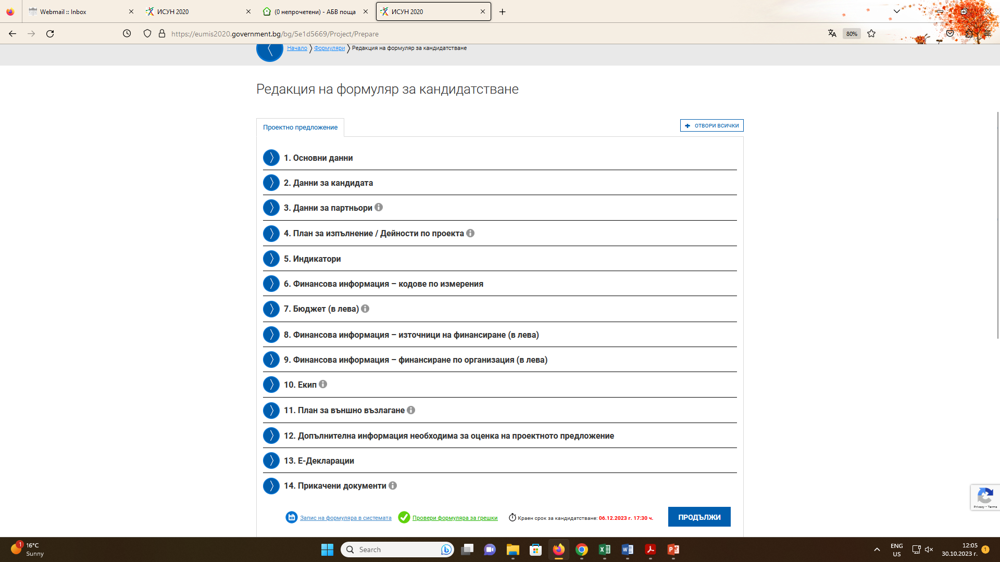 Webmail :: Inbox
ИСУН 2020
(0 непрочетени) - АБВ поща
ИСУН 2020
https://eumis2020.government.bg/bg/5e1d5669/Project/Prepare
80%
Начало
Формуляри
Редакция на формуляр за кандидатстване
Редакция на формуляр за кандидатстване
Проектно предложение
ОТВОРИ ВСИЧКИ
1. Основни данни
2. Данни за кандидата
3. Данни за партньори
4. План за изпълнение / Дейности по проекта
5. Индикатори
6. Финансова информация – кодове по измерения
7. Бюджет (в лева)
8. Финансова информация – източници на финансиране (в лева)
9. Финансова информация – финансиране по организация (в лева)
10. Екип
11. План за външно възлагане
12. Допълнителна информация необходима за оценка на проектното предложение
13. Е-Декларации
14. Прикачени документи
Запис на формуляра в системата
Провери формуляра за грешки
Краен срок за кандидатстване: 06.12.2023 г. 17:30 ч.
ПРОДЪЛЖИ
Privacy - Terms
1
16°C
Sunny
Search
ENG
US
12:05
30.10.2023 г.
1